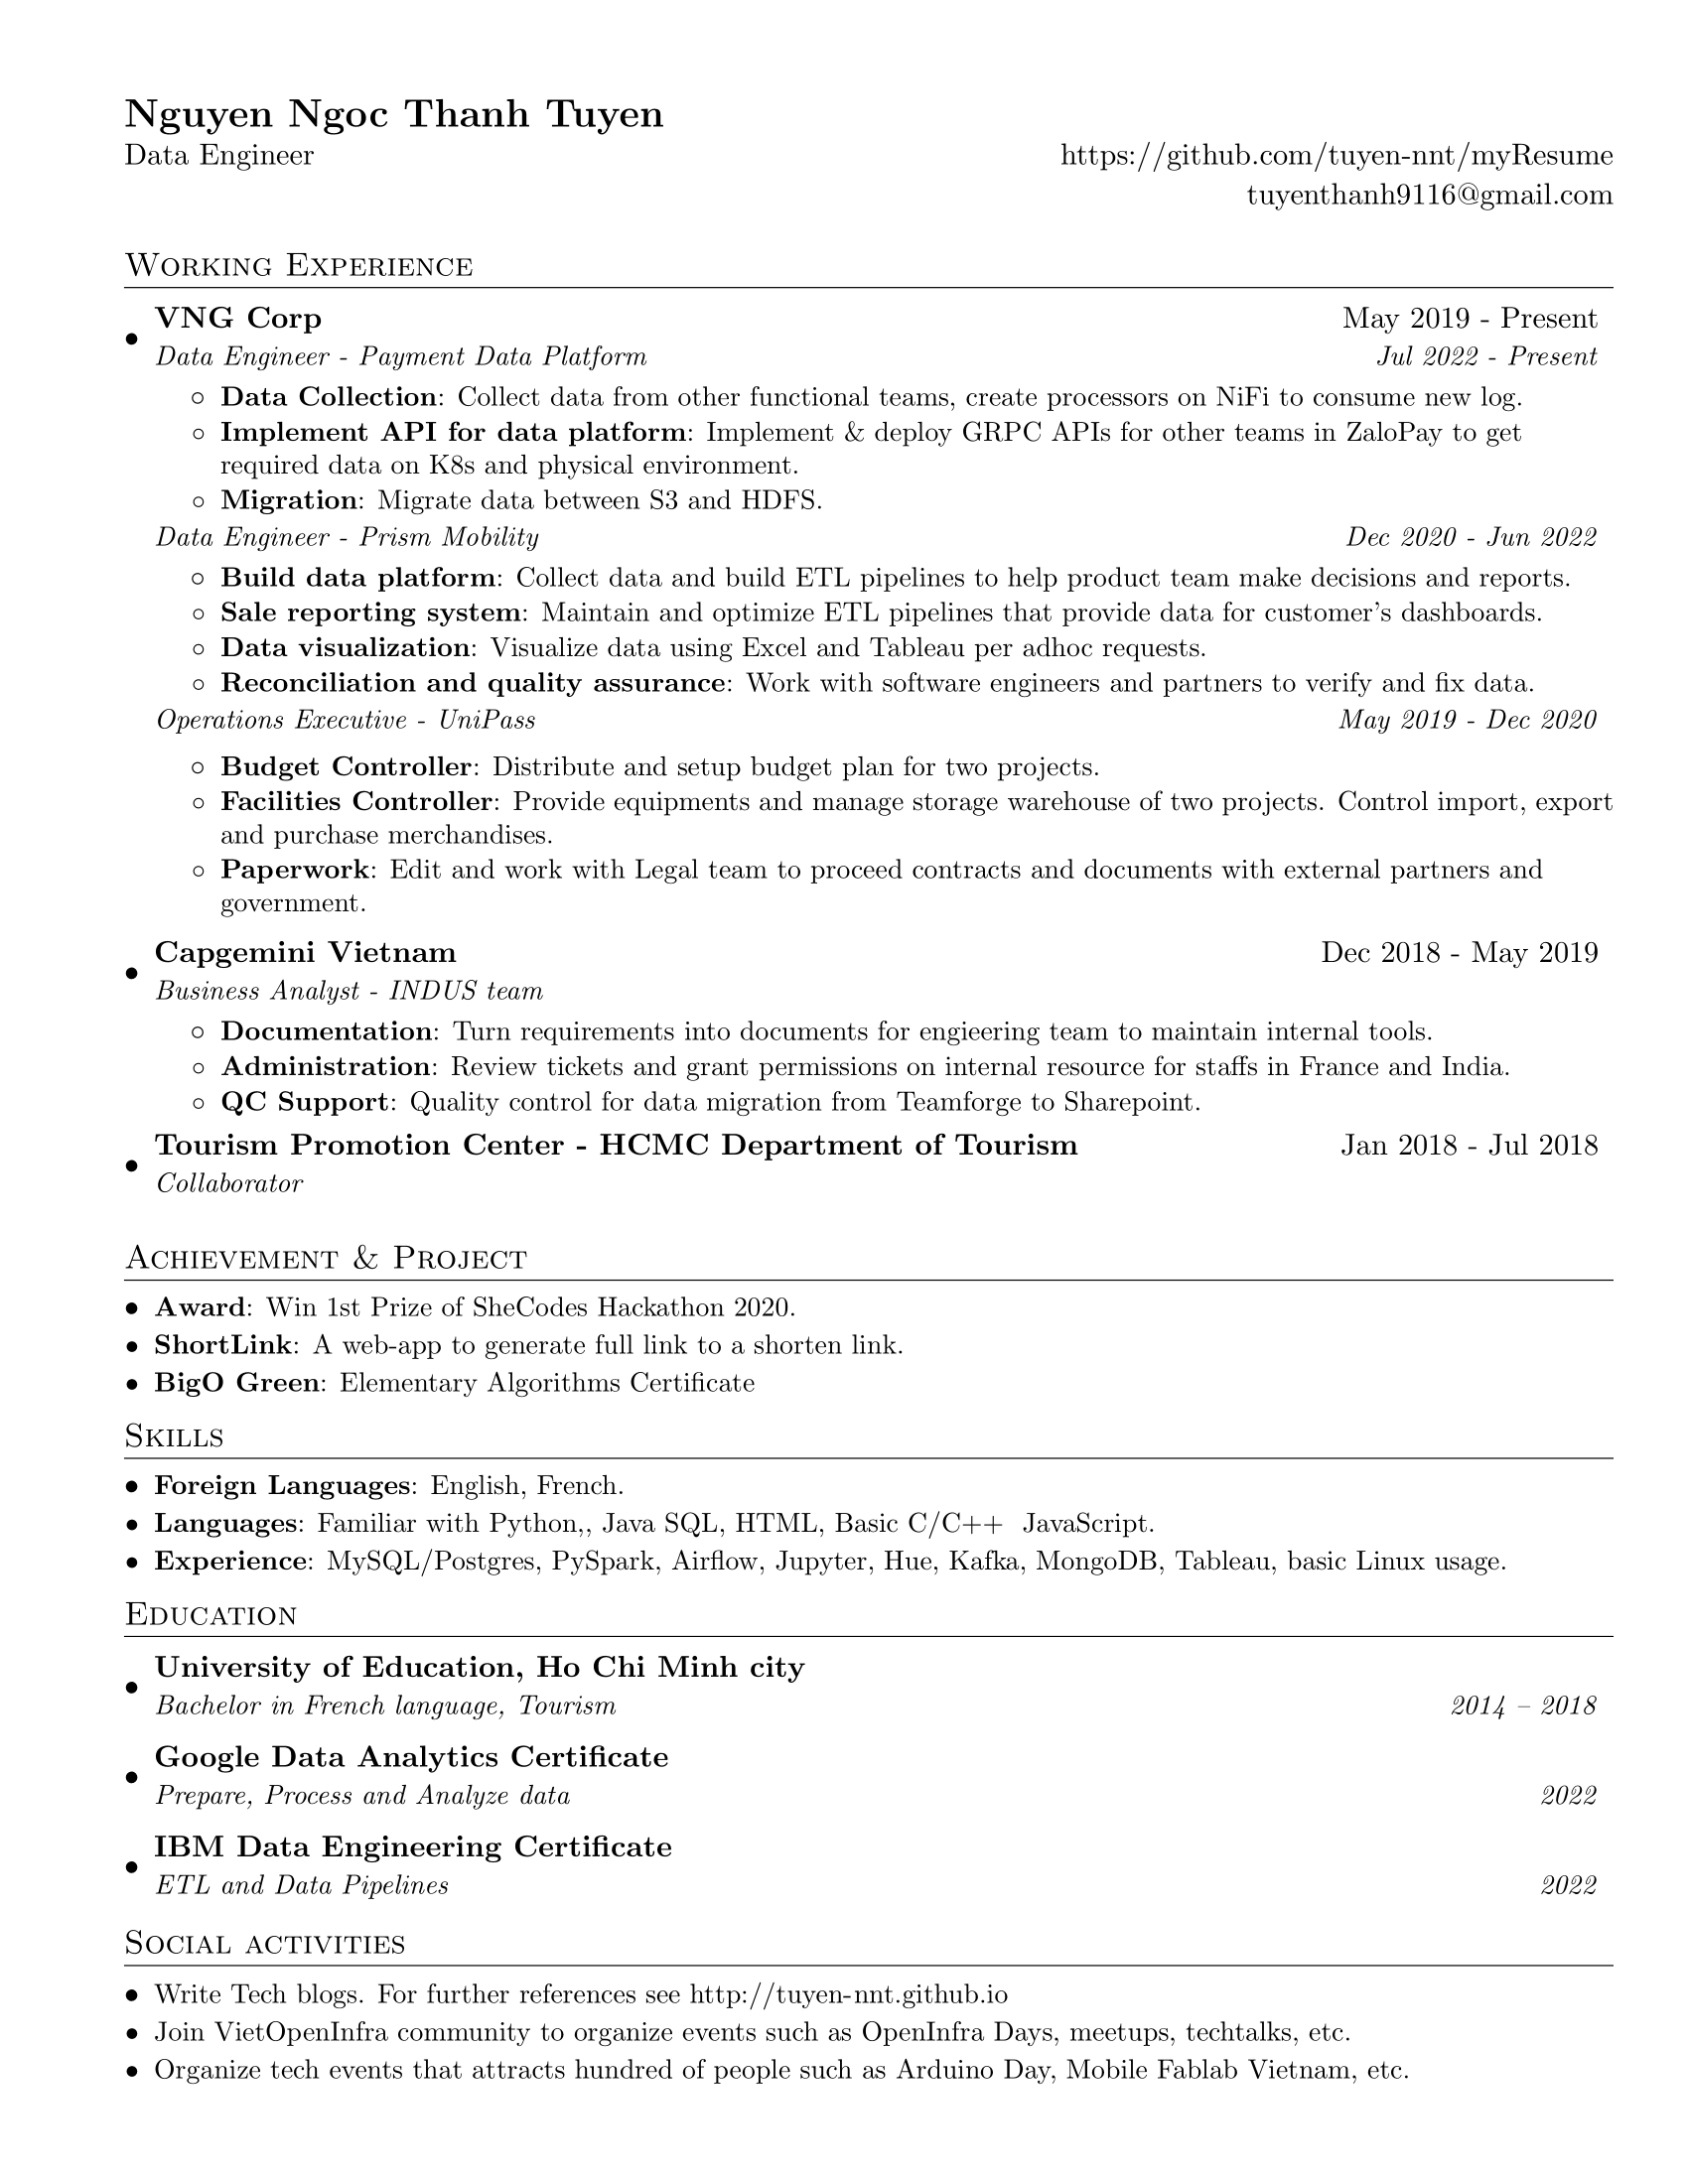 Nguyen Ngoc Thanh Tuyen
Data Engineer
https://github.com/tuyen-nnt/myResume
tuyenthanh9116@gmail.com
Working Experience
• VNG Corp May 2019 - Present
Data Engineer - Payment Data Platform Jul 2022 - Present
◦ Data Collection: Collect data from other functional teams, create processors on NiFi to consume new log.
◦ Implement API for data platform: Implement & deploy GRPC APIs for other teams in ZaloPay to get
required data on K8s and physical environment.
◦ Migration: Migrate data between S3 and HDFS.
Data Engineer - Prism Mobility Dec 2020 - Jun 2022
◦ Build data platform: Collect data and build ETL pipelines to help product team make decisions and reports.
◦ Sale reporting system: Maintain and optimize ETL pipelines that provide data for customer's dashboards.
◦ Data visualization: Visualize data using Excel and Tableau per adhoc requests.
◦ Reconciliation and quality assurance: Work with software engineers and partners to verify and fix data.
Operations Executive - UniPass May 2019 - Dec 2020
◦ Budget Controller: Distribute and setup budget plan for two projects.
◦ Facilities Controller: Provide equipments and manage storage warehouse of two projects. Control import, export
and purchase merchandises.
◦ Paperwork: Edit and work with Legal team to proceed contracts and documents with external partners and
government.
• Capgemini Vietnam Dec 2018 - May 2019
Business Analyst - INDUS team
◦ Documentation: Turn requirements into documents for engieering team to maintain internal tools.
◦ Administration: Review tickets and grant permissions on internal resource for staffs in France and India.
◦ QC Support: Quality control for data migration from Teamforge to Sharepoint.
• Tourism Promotion Center - HCMC Department of Tourism Jan 2018 - Jul 2018
Collaborator
Achievement & Project
• Award: Win 1st Prize of SheCodes Hackathon 2020.
• ShortLink: A web-app to generate full link to a shorten link.
• BigO Green: Elementary Algorithms Certificate
Skills
• Foreign Languages: English, French.
• Languages: Familiar with Python,, Java SQL, HTML, Basic C/C++ JavaScript.
• Experience: MySQL/Postgres, PySpark, Airflow, Jupyter, Hue, Kafka, MongoDB, Tableau, basic Linux usage.
Education
• University of Education, Ho Chi Minh city
Bachelor in French language, Tourism 2014 – 2018
• Google Data Analytics Certificate
Prepare, Process and Analyze data 2022
• IBM Data Engineering Certificate
ETL and Data Pipelines 2022
Social activities
• Write Tech blogs. For further references see http://tuyen-nnt.github.io
• Join VietOpenInfra community to organize events such as OpenInfra Days, meetups, techtalks, etc.
• Organize tech events that attracts hundred of people such as Arduino Day, Mobile Fablab Vietnam, etc.